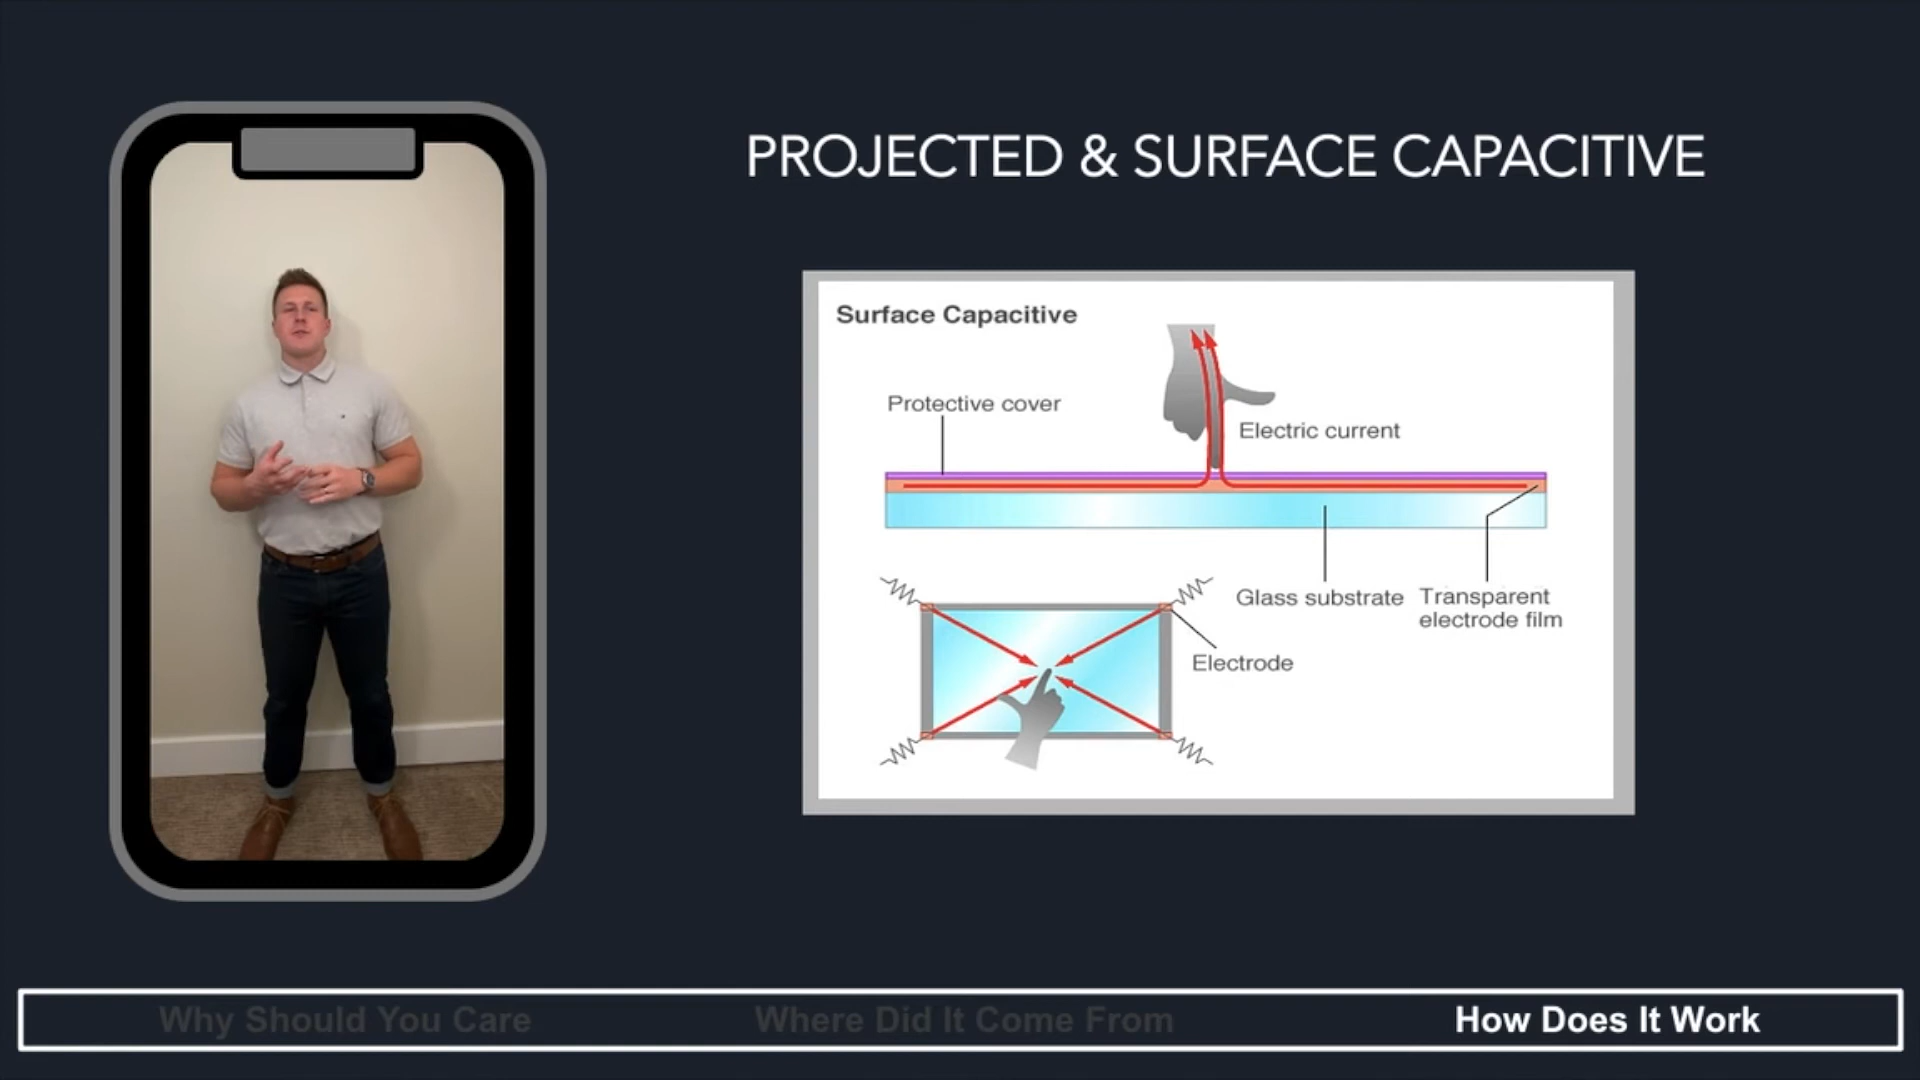 PROJECTED & SURFACE CAPACITIVE
Surface Capacitive
Protective cover
Electric current
Glass substrate
Transparent
electrode film
Electrode
Why Should You Care
Where Did It Come From
How Does It Work